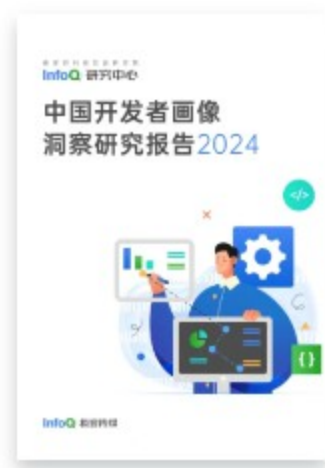 InfoQ 研究中心
中国开发者画像
洞察研究报告2024
</>
{}
InfoQ 极客传媒